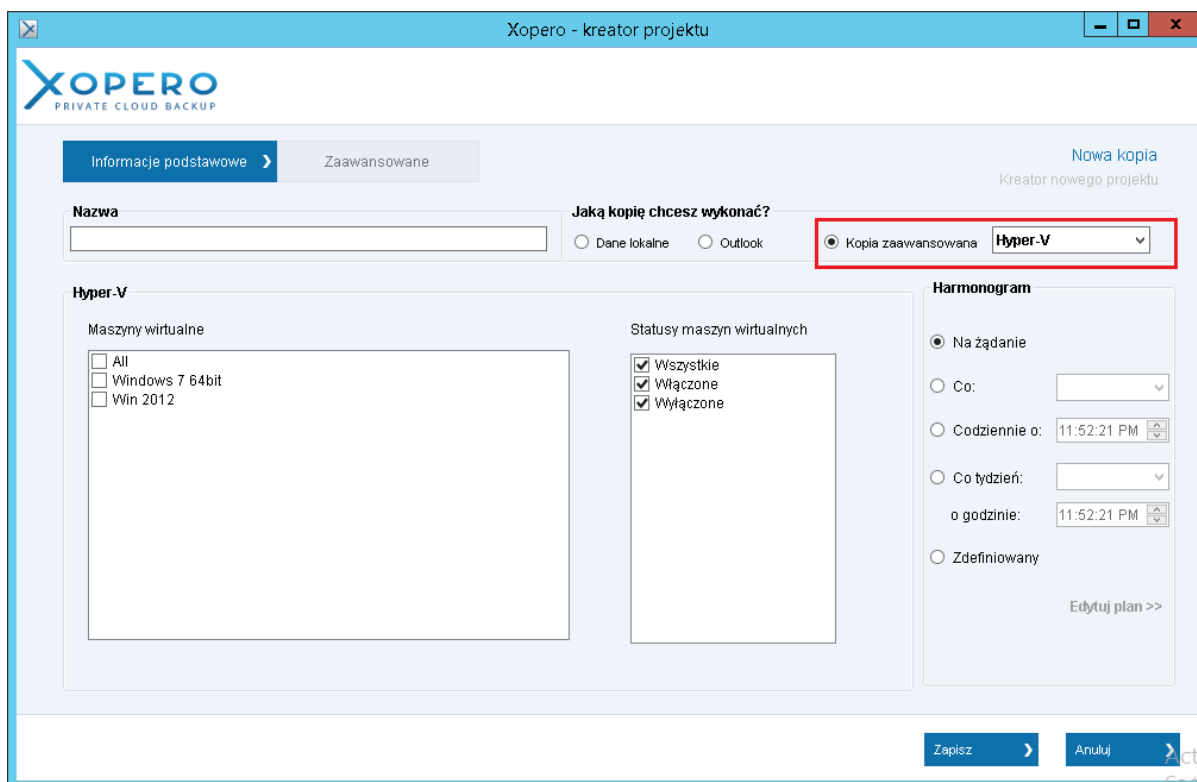 Xopero - kreator projektu
XOPERO
PRIVATE CLOUD BACKUP
Informacje podstawowe
Zaawansowane
Nowa kopia
Kreator nowego projektu
Nazwa
Jaką kopię chcesz wykonać?
Dane lokalne
Outlook
Kopia zaawansowana
Hyper-V
Hyper-V
Maszyny wirtualne
All
Windows 7 64bit
Win 2012
Statusy maszyn wirtualnych
Wszystkie
Włączone
Wyłączone
Harmonogram
Na żądanie
Co:
Codziennie o: 11:52:21 PM
Co tydzień:
o godzinie: 11:52:21 PM
Zdefiniowany
Edytuj plan >>
Zapisz
Anuluj